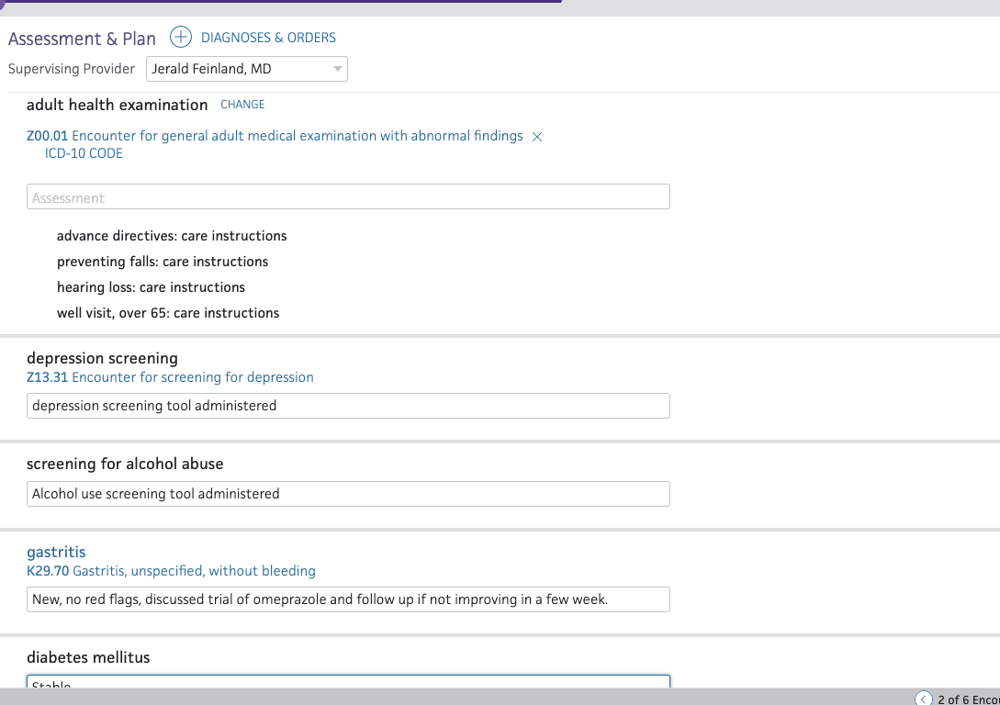 Assessment & Plan DIAGNOSES & ORDERS
Supervising Provider Jerald Feinland, MD
adult health examination CHANGE
Z00.01 Encounter for general adult medical examination with abnormal findings
ICD-10 CODE
Assessment
advance directives: care instructions
preventing falls: care instructions
hearing loss: care instructions
well visit, over 65: care instructions
depression screening
Z13.31 Encounter for screening for depression
depression screening tool administered
screening for alcohol abuse
Alcohol use screening tool administered
gastritis
K29.70 Gastritis, unspecified, without bleeding
New, no red flags, discussed trial of omeprazole and follow up if not improving in a few week.
diabetes mellitus
Stable
2 of 6 Enco